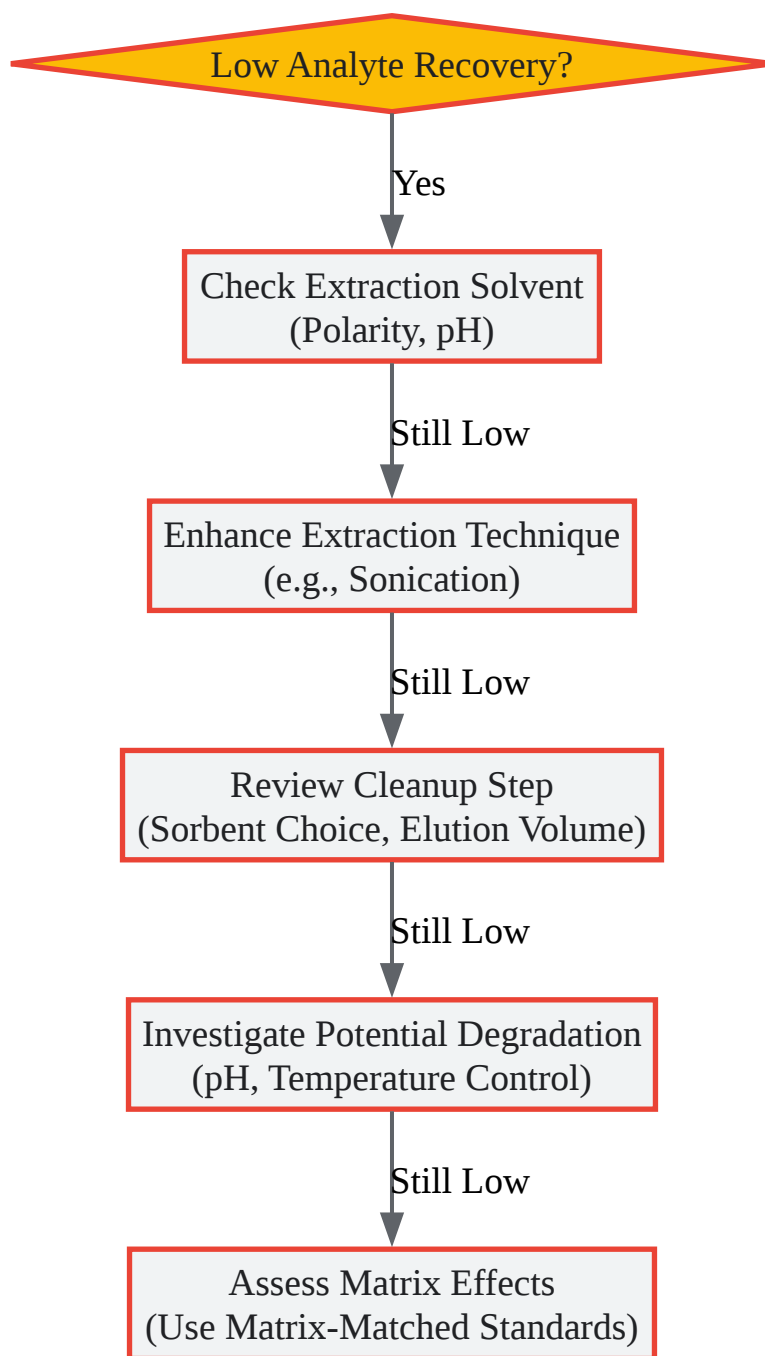 Low Analyte Recovery?
Yes
Check Extraction Solvent
(Polarity, pH)
Still Low
Enhance Extraction Technique
(e.g., Sonication)
Still Low
Review Cleanup Step
(Sorbent Choice, Elution Volume)
Still Low
Investigate Potential Degradation
(pH, Temperature Control)
Still Low
Assess Matrix Effects
(Use Matrix-Matched Standards)